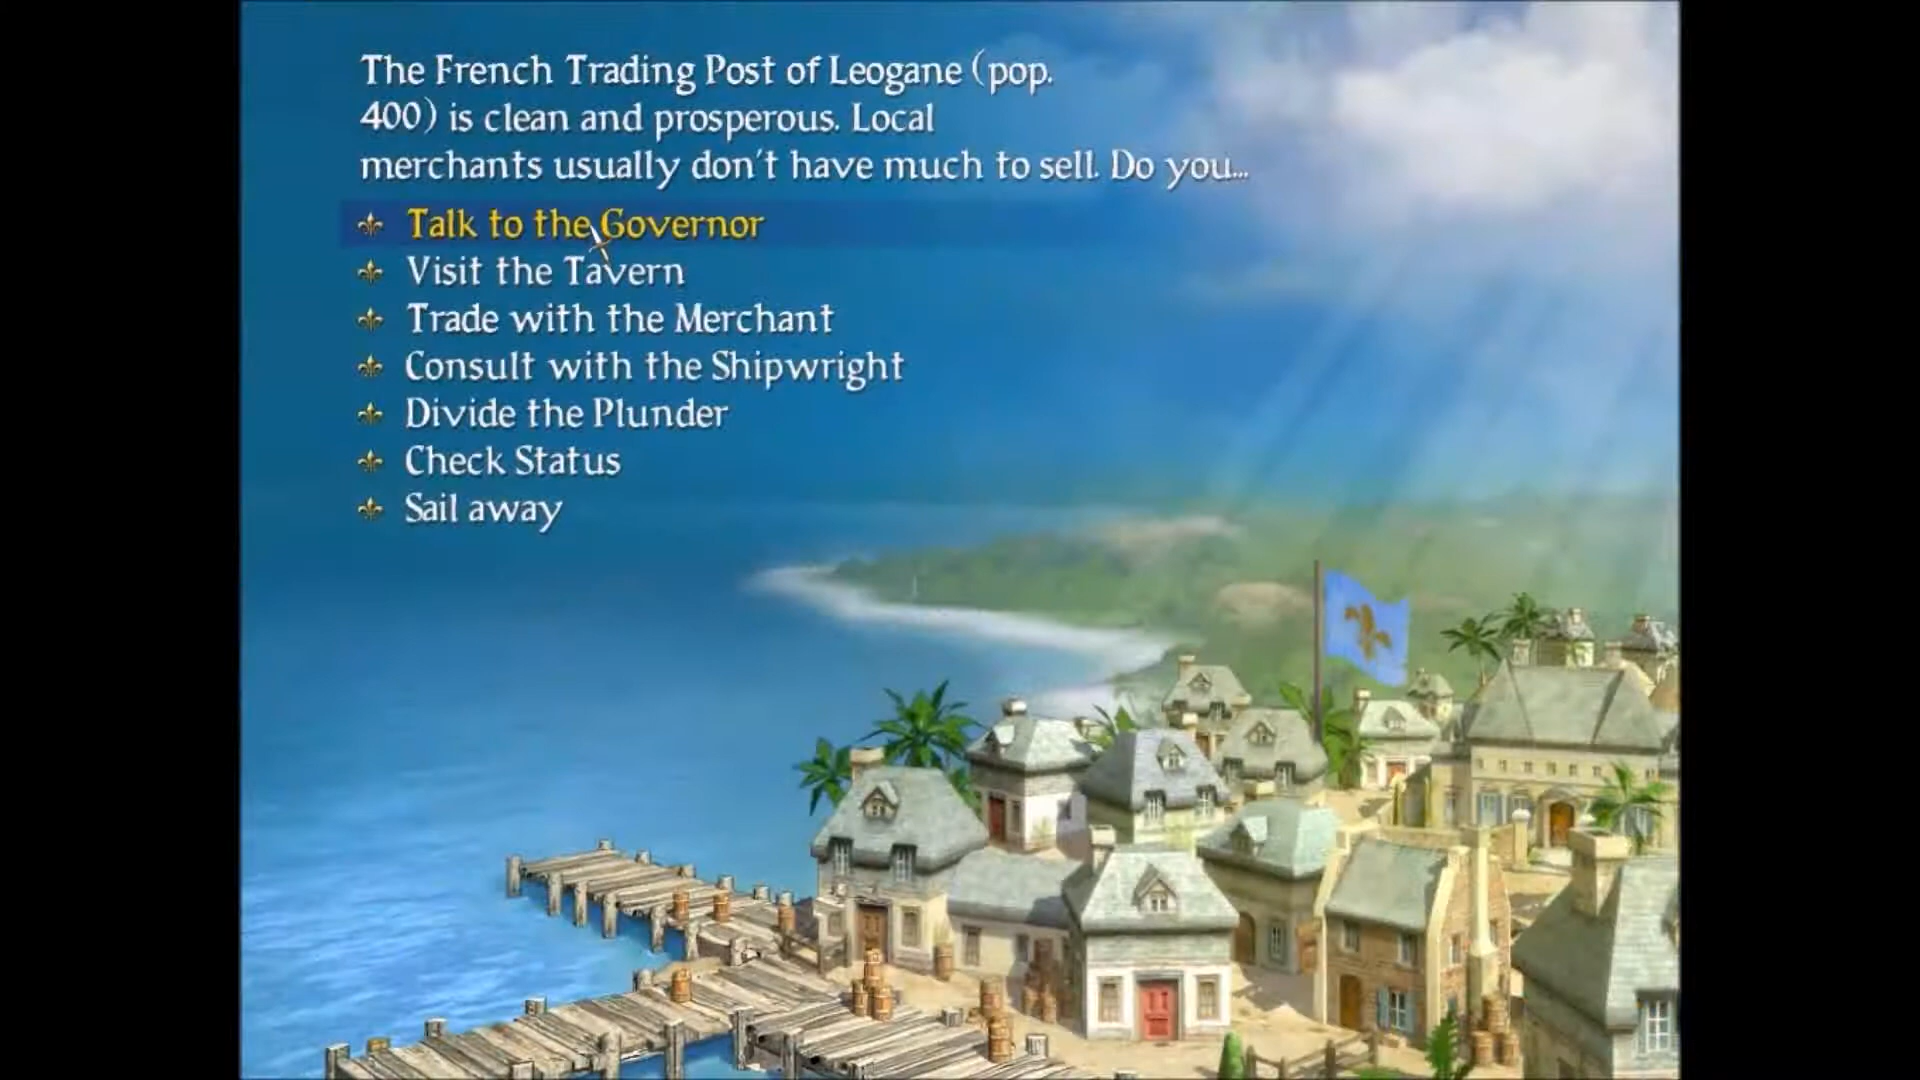 The French Trading Post of Leogane (pop.
400) is clean and prosperous. Local
merchants usually don't have much to sell. Do you...
Talk to the Governor
Visit the Tavern
Trade with the Merchant
Consult with the Shipwright
Divide the Plunder
Check Status
Sail away